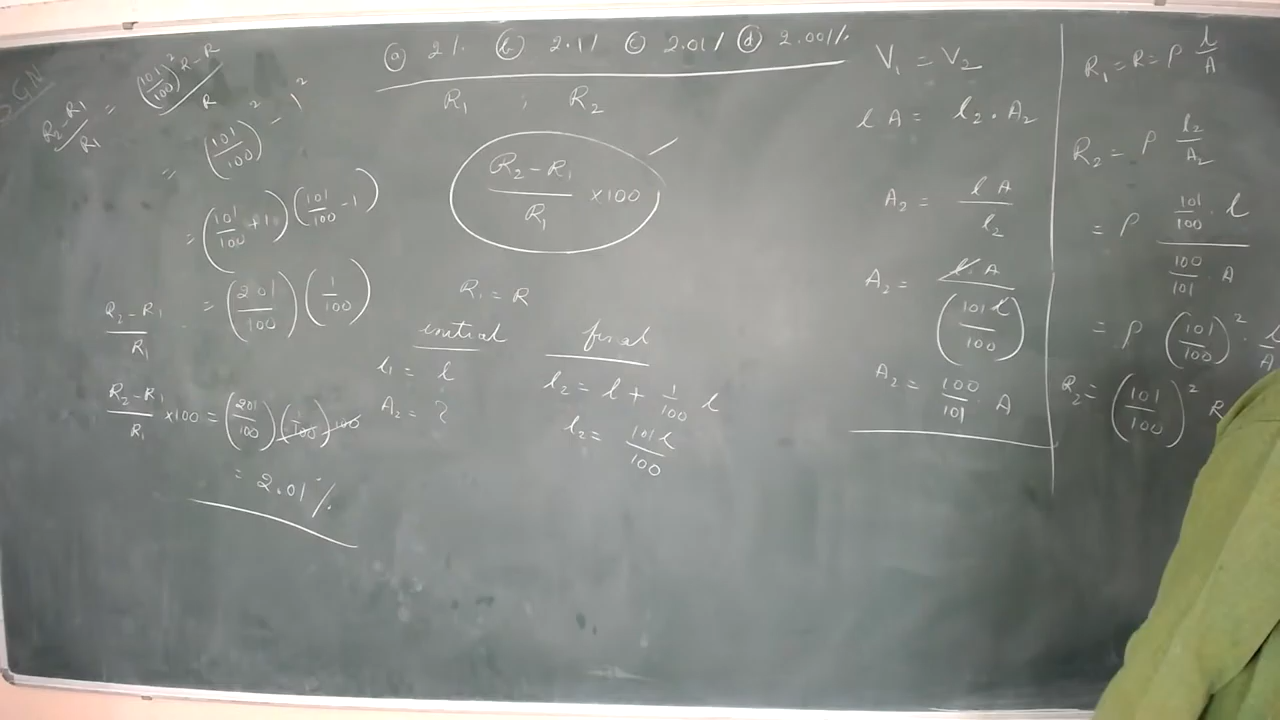 (a) 2% (b) 2.1% (c) 2.01% (d) 2.001%
R₁ ; R₂
(R₂-R₁)/R₁ ×100
R₁ = R
initial final
l₁ = l l₂ = l + 1/100 l
A₂ = ? l₂ = 101l/100
(R₂-R₁)/R₁ = ((101/100)² R-R)/R
= (101/100)² - 1²
= (101/100 + 1)(101/100 - 1)
(R₂-R₁)/R₁ = (201/100)(1/100)
(R₂-R₁)/R₁ ×100 = (201/100)(1/100)100
= 2.01%
V₁ = V₂
l A = l₂ . A₂
A₂ = l A/l₂
A₂ = l . A/(101 l/100)
A₂ = 100/101 . A
R₁ = R = ρ l/A
R₂ = ρ l₂/A₂
= ρ (101/100 . l)/(100/101 . A)
= ρ (101/100)² . l/A
R₂ = (101/100)² R